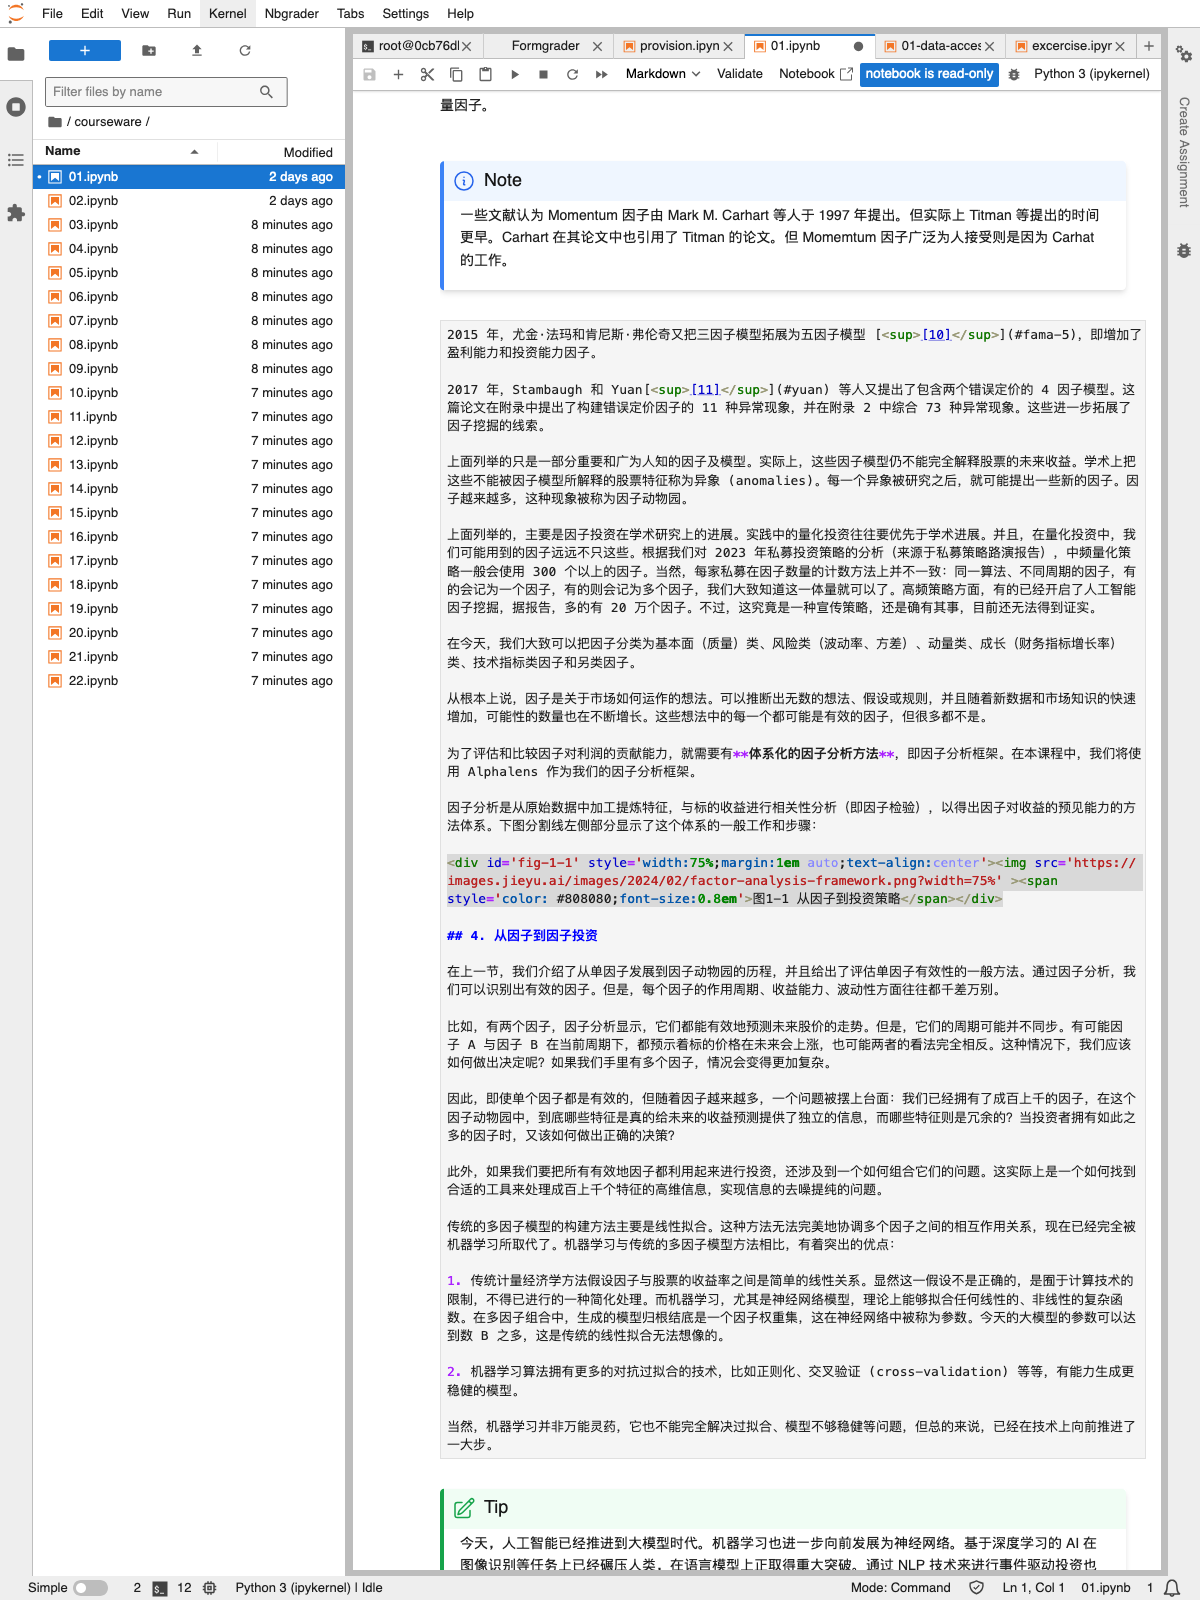 File Edit View Run Kernel Nbgrader Tabs Settings Help
+
Filter files by name
/ courseware /
Name Modified
01.ipynb 2 days ago
02.ipynb 2 days ago
03.ipynb 8 minutes ago
04.ipynb 8 minutes ago
05.ipynb 8 minutes ago
06.ipynb 8 minutes ago
07.ipynb 8 minutes ago
08.ipynb 8 minutes ago
09.ipynb 8 minutes ago
10.ipynb 7 minutes ago
11.ipynb 7 minutes ago
12.ipynb 7 minutes ago
13.ipynb 7 minutes ago
14.ipynb 7 minutes ago
15.ipynb 7 minutes ago
16.ipynb 7 minutes ago
17.ipynb 7 minutes ago
18.ipynb 7 minutes ago
19.ipynb 7 minutes ago
20.ipynb 7 minutes ago
21.ipynb 7 minutes ago
22.ipynb 7 minutes ago
root@0cb76d Formgrader provision.ipyn 01.ipynb 01-data-acces excercise.ipyr
Markdown Validate Notebook notebook is read-only Python 3 (ipykernel)
量因子。
Note
一些文献认为 Momentum 因子由 Mark M. Carhart 等人于 1997 年提出。但实际上 Titman 等提出的时间
更早。Carhart 在其论文中也引用了 Titman 的论文。但 Momemtum 因子广泛为人接受则是因为 Carhat
的工作。
2015 年，尤金·法玛和肯尼斯·弗伦奇又把三因子模型拓展为五因子模型 [<sup>[10]</sup>](#fama-5)，即增加了
盈利能力和投资能力因子。
2017 年，Stambaugh 和 Yuan[<sup>[11]</sup>](#yuan) 等人又提出了包含两个错误定价的 4 因子模型。这
篇论文在附录中提出了构建错误定价因子的 11 种异常现象，并在附录 2 中综合 73 种异常现象。这些进一步拓展了
因子挖掘的线索。
上面列举的只是一部分重要和广为人知的因子及模型。实际上，这些因子模型仍不能完全解释股票的未来收益。学术上把
这些不能被因子模型所解释的股票特征称为异象 (anomalies)。每一个异象被研究之后，就可能提出一些新的因子。因
子越来越多，这种现象被称为因子动物园。
上面列举的，主要是因子投资在学术研究上的进展。实践中的量化投资往往要优先于学术进展。并且，在量化投资中，我
们可能用到的因子远远不只这些。根据我们对 2023 年私募投资策略的分析（来源于私募策略路演报告），中频量化策
略一般会使用 300 个以上的因子。当然，每家私募在因子数量的计数方法上并不一致：同一算法、不同周期的因子，有
的会记为一个因子，有的则会记为多个因子，我们大致知道这一体量就可以了。高频策略方面，有的已经开启了人工智能
因子挖掘，据报告，多的有 20 万个因子。不过，这究竟是一种宣传策略，还是确有其事，目前还无法得到证实。
在今天，我们大致可以把因子分类为基本面（质量）类、风险类（波动率、方差）、动量类、成长（财务指标增长率）
类、技术指标类因子和另类因子。
从根本上说，因子是关于市场如何运作的想法。可以推断出无数的想法、假设或规则，并且随着新数据和市场知识的快速
增加，可能性的数量也在不断增长。这些想法中的每一个都可能是有效的因子，但很多都不是。
为了评估和比较因子对利润的贡献能力，就需要有**体系化的因子分析方法**，即因子分析框架。在本课程中，我们将使
用 Alphalens 作为我们的因子分析框架。
因子分析是从原始数据中加工提炼特征，与标的收益进行相关性分析（即因子检验），以得出因子对收益的预见能力的方
法体系。下图分割线左侧部分显示了这个体系的一般工作和步骤：
<div id='fig-1-1' style='width:75%;margin:1em auto;text-align:center'><img src='https://
images.jieyu.ai/images/2024/02/factor-analysis-framework.png?width=75%' ><span
style='color: #808080;font-size:0.8em'>图1-1 从因子到投资策略</span></div>
## 4. 从因子到因子投资
在上一节，我们介绍了从单因子发展到因子动物园的历程，并且给出了评估单因子有效性的一般方法。通过因子分析，我
们可以识别出有效的因子。但是，每个因子的作用周期、收益能力、波动性方面往往都千差万别。
比如，有两个因子，因子分析显示，它们都能有效地预测未来股价的走势。但是，它们的周期可能并不同步。有可能因
子 A 与因子 B 在当前周期下，都预示着标的价格在未来会上涨，也可能两者的看法完全相反。这种情况下，我们应该
如何做出决定呢？如果我们手里有多个因子，情况会变得更加复杂。
因此，即使单个因子都是有效的，但随着因子越来越多，一个问题被摆上台面：我们已经拥有了成百上千的因子，在这个
因子动物园中，到底哪些特征是真的给未来的收益预测提供了独立的信息，而哪些特征则是冗余的？当投资者拥有如此之
多的因子时，又该如何做出正确的决策？
此外，如果我们要把所有有效地因子都利用起来进行投资，还涉及到一个如何组合它们的问题。这实际上是一个如何找到
合适的工具来处理成百上千个特征的高维信息，实现信息的去噪提纯的问题。
传统的多因子模型的构建方法主要是线性拟合。这种方法无法完美地协调多个因子之间的相互作用关系，现在已经完全被
机器学习所取代了。机器学习与传统的多因子模型方法相比，有着突出的优点：
1. 传统计量经济学方法假设因子与股票的收益率之间是简单的线性关系。显然这一假设不是正确的，是囿于计算技术的
限制，不得已进行的一种简化处理。而机器学习，尤其是神经网络模型，理论上能够拟合任何线性的、非线性的复杂函
数。在多因子组合中，生成的模型归根结底是一个因子权重集，这在神经网络中被称为参数。今天的大模型的参数可以达
到数 B 之多，这是传统的线性拟合无法想像的。
2. 机器学习算法拥有更多的对抗过拟合的技术，比如正则化、交叉验证 (cross-validation) 等等，有能力生成更
稳健的模型。
当然，机器学习并非万能灵药，它也不能完全解决过拟合、模型不够稳健等问题，但总的来说，已经在技术上向前推进了
一大步。
Tip
今天，人工智能已经推进到大模型时代。机器学习也进一步向前发展为神经网络。基于深度学习的 AI 在
图像识别等任务上已经碾压人类，在语言模型上正取得重大突破。通过 NLP 技术来进行事件驱动投资也
Create Assignment
Simple 2 12 Python 3 (ipykernel) | Idle Mode: Command Ln 1, Col 1 01.ipynb 1